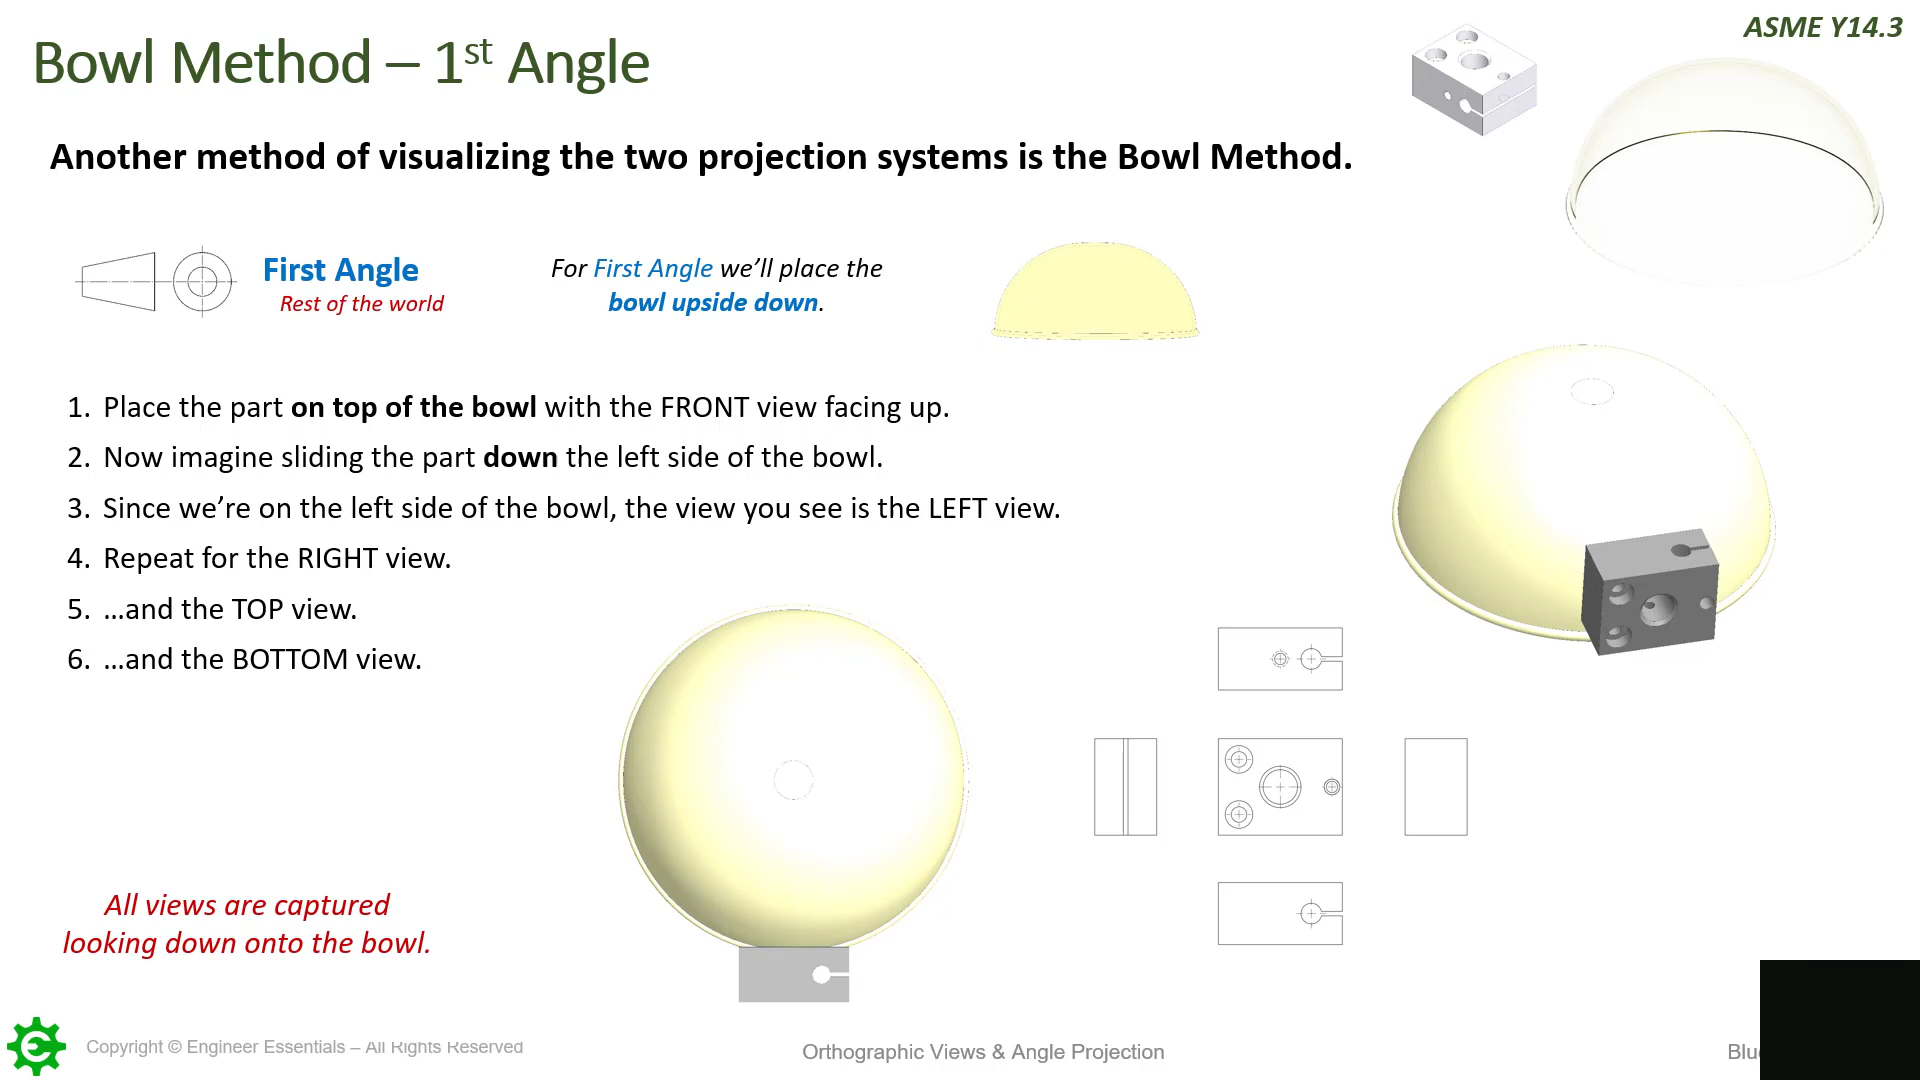 ASME Y14.3
Bowl Method – 1st Angle
Another method of visualizing the two projection systems is the Bowl Method.
First Angle
Rest of the world
For First Angle we’ll place the
bowl upside down.
1. Place the part on top of the bowl with the FRONT view facing up.
2. Now imagine sliding the part down the left side of the bowl.
3. Since we’re on the left side of the bowl, the view you see is the LEFT view.
4. Repeat for the RIGHT view.
5. …and the TOP view.
6. …and the BOTTOM view.
All views are captured
looking down onto the bowl.
Copyright © Engineer Essentials – All Rights Reserved
Orthographic Views & Angle Projection